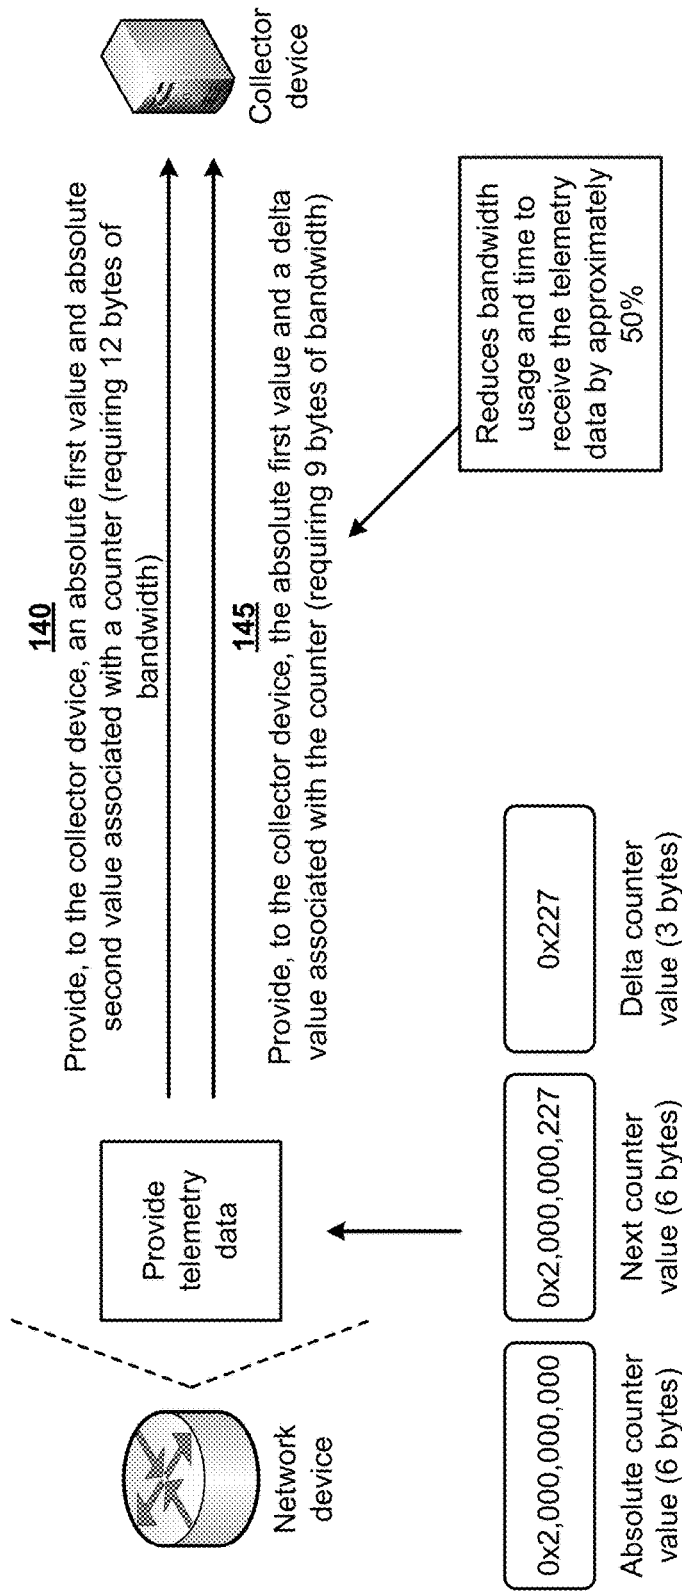 140
Provide, to the collector device, an absolute first value and absolute
second value associated with a counter (requiring 12 bytes of
bandwidth)
145
Provide, to the collector device, the absolute first value and a delta
value associated with the counter (requiring 9 bytes of bandwidth)
Provide
telemetry
data
Network
device
Collector
device
Reduces bandwidth
usage and time to
receive the telemetry
data by approximately
50%
0x2,000,000,000
Absolute counter
value (6 bytes)
0x2,000,000,227
Next counter
value (6 bytes)
0x227
Delta counter
value (3 bytes)